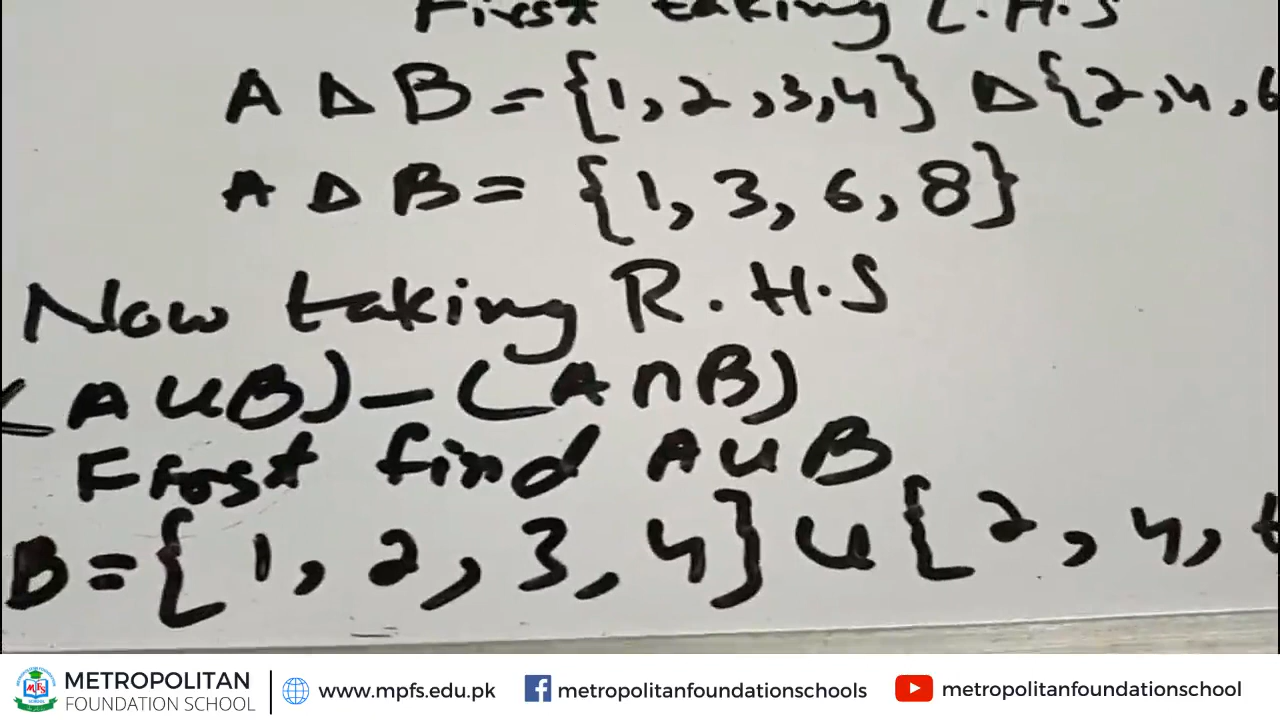 First taking L.H.S
A Δ B = {1, 2, 3, 4} Δ {2, 4, 6
A Δ B = {1, 3, 6, 8}
Now taking R.H.S
(A ∪ B) – (A ∩ B)
First find A ∪ B
B = {1, 2, 3, 4} ∪ {2, 4,
METROPOLITAN
FOUNDATION SCHOOL
www.mpfs.edu.pk
metropolitanfoundationschools
metropolitanfoundationschool